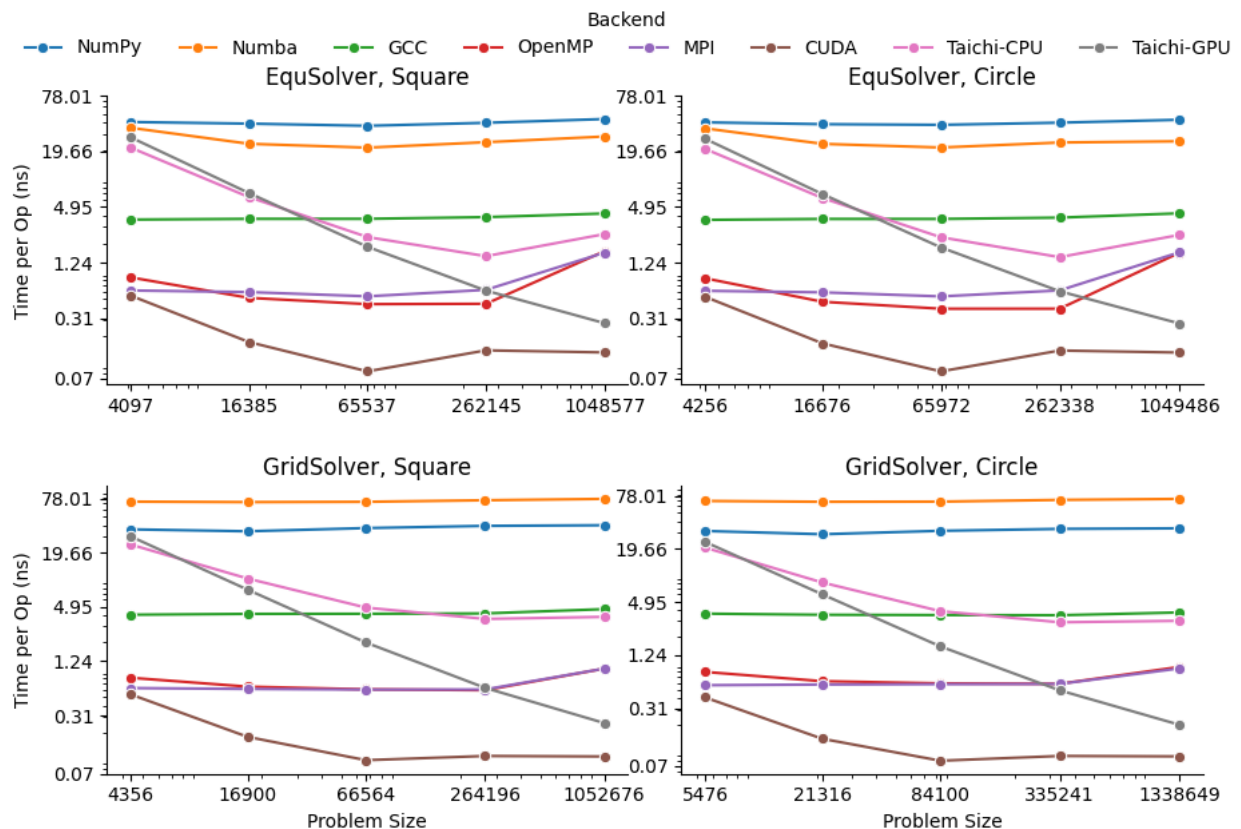 Backend
NumPy Numba GCC OpenMP MPI CUDA Taichi-CPU Taichi-GPU
EquSolver, Square
78.01
19.66
4.95
1.24
0.31
0.07
Time per Op (ns)
4097 16385 65537 262145 1048577
EquSolver, Circle
78.01
19.66
4.95
1.24
0.31
0.07
4256 16676 65972 262338 1049486
GridSolver, Square
78.01
19.66
4.95
1.24
0.31
0.07
Time per Op (ns)
4356 16900 66564 264196 1052676
Problem Size
GridSolver, Circle
78.01
19.66
4.95
1.24
0.31
0.07
5476 21316 84100 335241 1338649
Problem Size